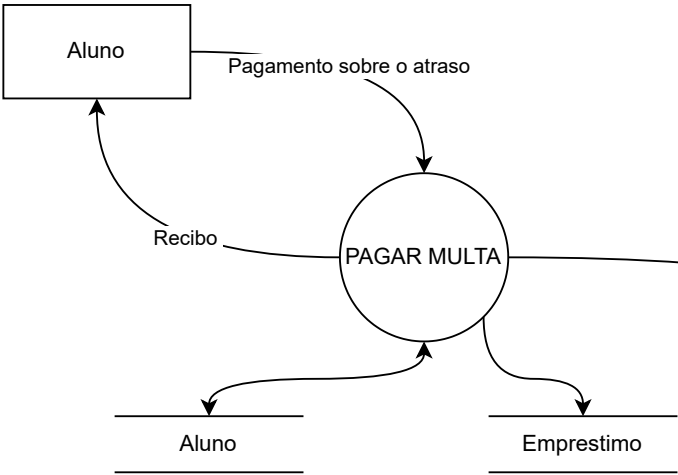 Aluno
Pagamento sobre o atraso
Recibo
PAGAR MULTA
Aluno
Emprestimo